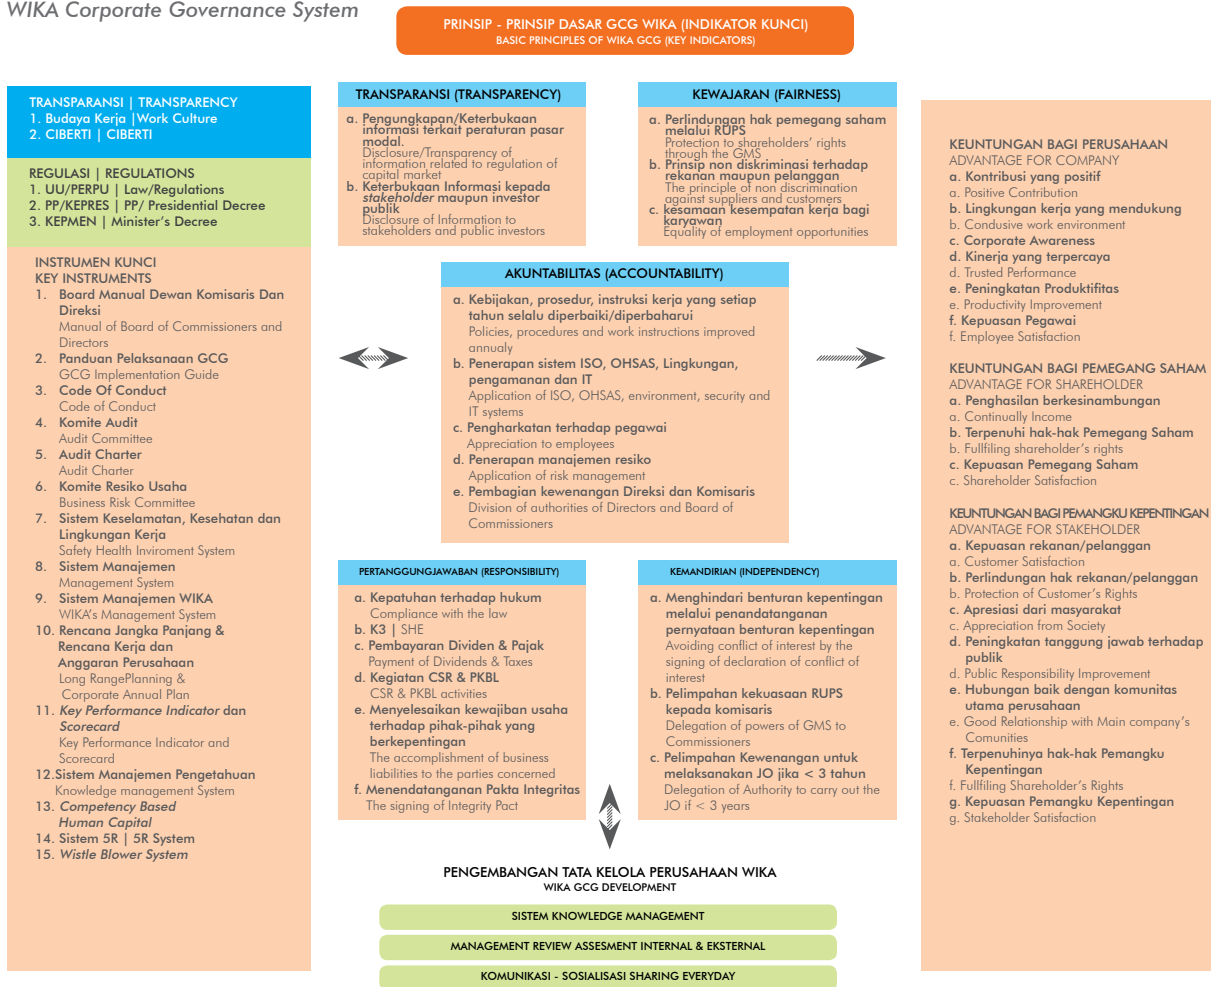 WIKA Corporate Governance System
PRINSIP - PRINSIP DASAR GCG WIKA (INDIKATOR KUNCI)
BASIC PRINCIPLES OF WIKA GCG (KEY INDICATORS)
TRANSPARANSI | TRANSPARENCY
1. Budaya Kerja |Work Culture
2. CIBERTI | CIBERTI
REGULASI | REGULATIONS
1. UU/PERPU | Law/Regulations
2. PP/KEPRES | PP/ Presidential Decree
3. KEPMEN | Minister's Decree
INSTRUMEN KUNCI
KEY INSTRUMENTS
1. Board Manual Dewan Komisaris Dan
Direksi
Manual of Board of Commissioners and
Directors
2. Panduan Pelaksanaan GCG
GCG Implementation Guide
3. Code Of Conduct
Code of Conduct
4. Komite Audit
Audit Committee
5. Audit Charter
Audit Charter
6. Komite Resiko Usaha
Business Risk Committee
7. Sistem Keselamatan, Kesehatan dan
Lingkungan Kerja
Safety Health Inviroment System
8. Sistem Manajemen
Management System
9. Sistem Manajemen WIKA
WIKA's Management System
10. Rencana Jangka Panjang &
Rencana Kerja dan
Anggaran Perusahaan
Long RangePlanning &
Corporate Annual Plan
11. Key Performance Indicator dan
Scorecard
Key Performance Indicator and
Scorecard
12.Sistem Manajemen Pengetahuan
Knowledge management System
13. Competency Based
Human Capital
14. Sistem 5R | 5R System
15. Wistle Blower System
TRANSPARANSI (TRANSPARENCY)
a. Pengungkapan/Keterbukaan
informasi terkait peraturan pasar
modal.
Disclosure/Transparency of
information related to regulation of
capital market
b. Keterbukaan Informasi kepada
stakeholder maupun investor
publik
Disclosure of Information to
stakeholders and public investors
KEWAJARAN (FAIRNESS)
a. Perlindungan hak pemegang saham
melalui RUPS
Protection to shareholders' rights
through the GMS
b. Prinsip non diskriminasi terhadap
rekanan maupun pelanggan
The principle of non discrimination
against suppliers and customers
c. kesamaan kesempatan kerja bagi
karyawan
Equality of employment opportunities
AKUNTABILITAS (ACCOUNTABILITY)
a. Kebijakan, prosedur, instruksi kerja yang setiap
tahun selalu diperbaiki/diperbaharui
Policies, procedures and work instructions improved
annualy
b. Penerapan sistem ISO, OHSAS, Lingkungan,
pengamanan dan IT
Application of ISO, OHSAS, environment, security and
IT systems
c. Pengharkatan terhadap pegawai
Appreciation to employees
d. Penerapan manajemen resiko
Application of risk management
e. Pembagian kewenangan Direksi dan Komisaris
Division of authorities of Directors and Board of
Commissioners
PERTANGGUNGJAWABAN (RESPONSIBILITY)
a. Kepatuhan terhadap hukum
Compliance with the law
b. K3 | SHE
c. Pembayaran Dividen & Pajak
Payment of Dividends & Taxes
d. Kegiatan CSR & PKBL
CSR & PKBL activities
e. Menyelesaikan kewajiban usaha
terhadap pihak-pihak yang
berkepentingan
The accomplishment of business
liabilities to the parties concerned
f. Menendatanganan Pakta Integritas
The signing of Integrity Pact
KEMANDIRIAN (INDEPENDENCY)
a. Menghindari benturan kepentingan
melalui penandatanganan
pernyataan benturan kepentingan
Avoiding conflict of interest by the
signing of declaration of conflict of
interest
b. Pelimpahan kekuasaan RUPS
kepada komisaris
Delegation of powers of GMS to
Commissioners
c. Pelimpahan Kewenangan untuk
melaksanakan JO jika < 3 tahun
Delegation of Authority to carry out the
JO if < 3 years
PENGEMBANGAN TATA KELOLA PERUSAHAAN WIKA
WIKA GCG DEVELOPMENT
SISTEM KNOWLEDGE MANAGEMENT
MANAGEMENT REVIEW ASSESMENT INTERNAL & EKSTERNAL
KOMUNIKASI - SOSIALISASI SHARING EVERYDAY
KEUNTUNGAN BAGI PERUSAHAAN
ADVANTAGE FOR COMPANY
a. Kontribusi yang positif
a. Positive Contribution
b. Lingkungan kerja yang mendukung
b. Condusive work environment
c. Corporate Awareness
d. Kinerja yang terpercaya
d. Trusted Performance
e. Peningkatan Produktifitas
e. Productivity Improvement
f. Kepuasan Pegawai
f. Employee Satisfaction
KEUNTUNGAN BAGI PEMEGANG SAHAM
ADVANTAGE FOR SHAREHOLDER
a. Penghasilan berkesinambungan
a. Continually Income
b. Terpenuhi hak-hak Pemegang Saham
b. Fullfiling shareholder's rights
c. Kepuasan Pemegang Saham
c. Shareholder Satisfaction
KEUNTUNGAN BAGI PEMANGKU KEPENTINGAN
ADVANTAGE FOR STAKEHOLDER
a. Kepuasan rekanan/pelanggan
a. Customer Satisfaction
b. Perlindungan hak rekanan/pelanggan
b. Protection of Customer's Rights
c. Apresiasi dari masyarakat
c. Appreciation from Society
d. Peningkatan tanggung jawab terhadap
publik
d. Public Responsibility Improvement
e. Hubungan baik dengan komunitas
utama perusahaan
e. Good Relationship with Main company's
Comunities
f. Terpenuhinya hak-hak Pemangku
Kepentingan
f. Fullfiling Shareholder's Rights
g. Kepuasan Pemangku Kepentingan
g. Stakeholder Satisfaction